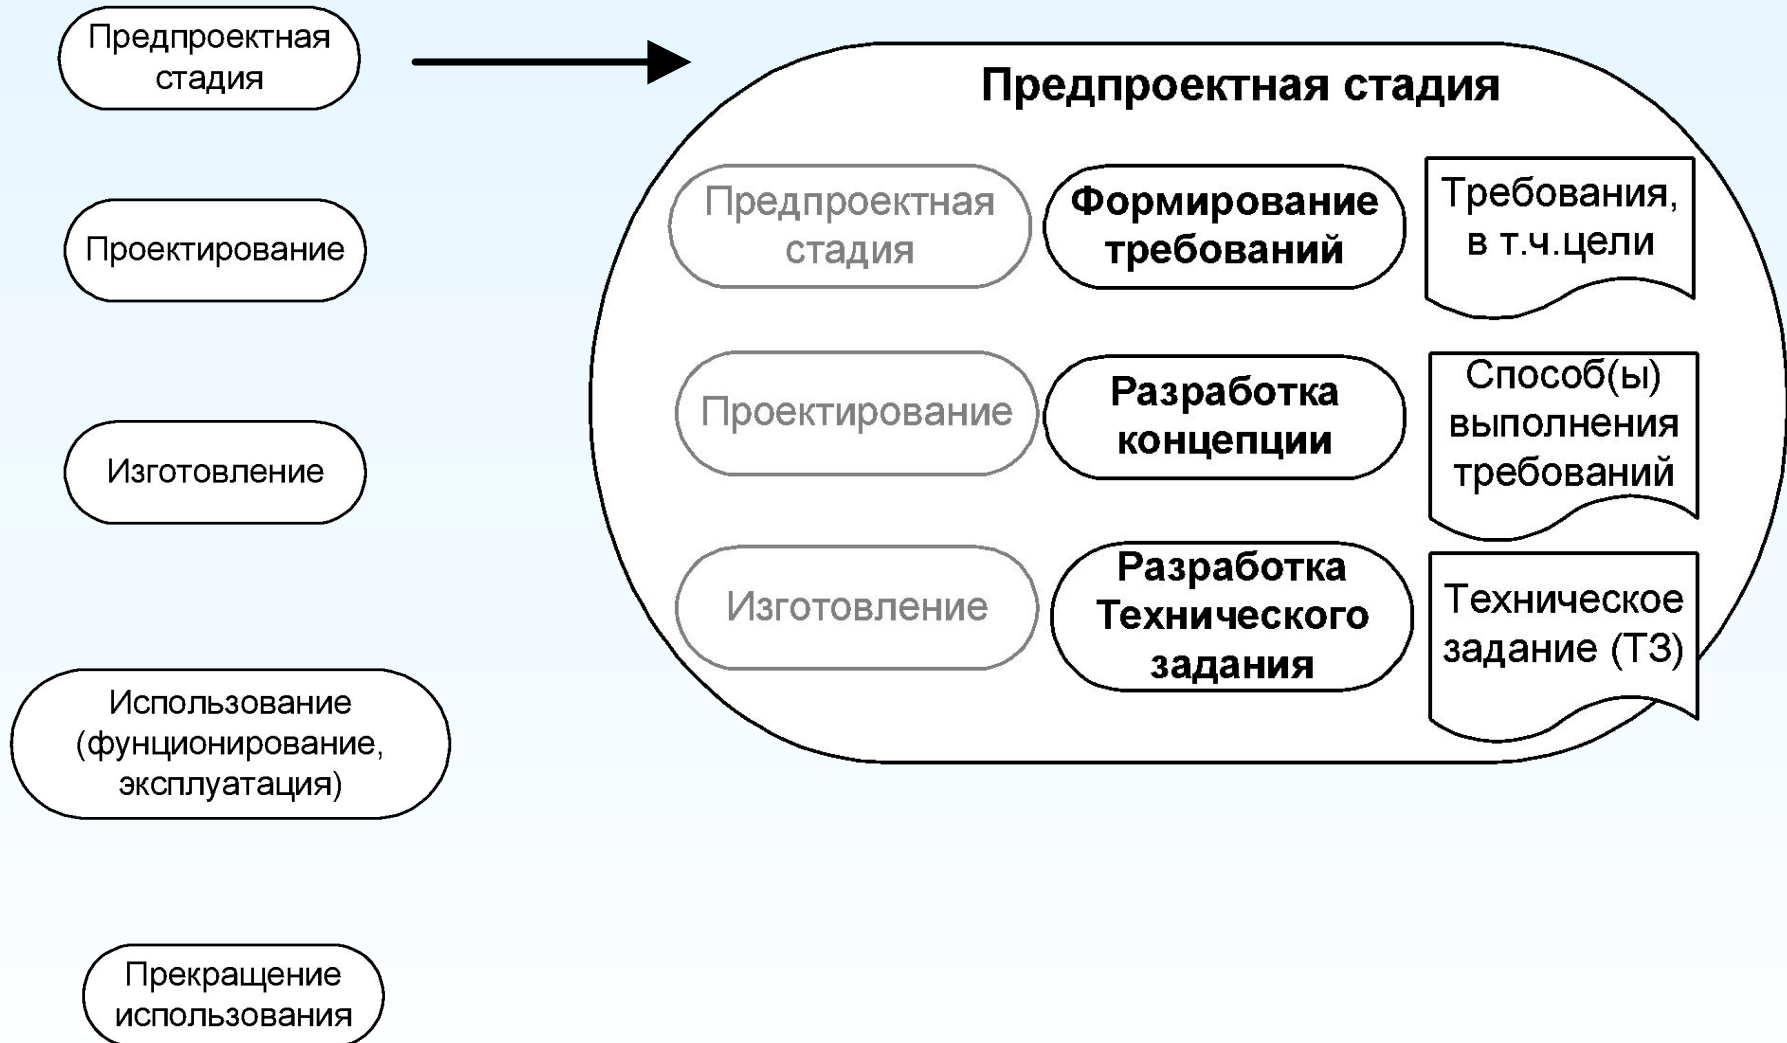 Предпроектная
стадия
Проектирование
Изготовление
Использование
(фунционирование,
эксплуатация)
Прекращение
использования
Предпроектная стадия
Предпроектная
стадия
Формирование
требований
Требования,
в т.ч.цели
Проектирование
Разработка
концепции
Способ(ы)
выполнения
требований
Изготовление
Разработка
Технического
задания
Техническое
задание (ТЗ)